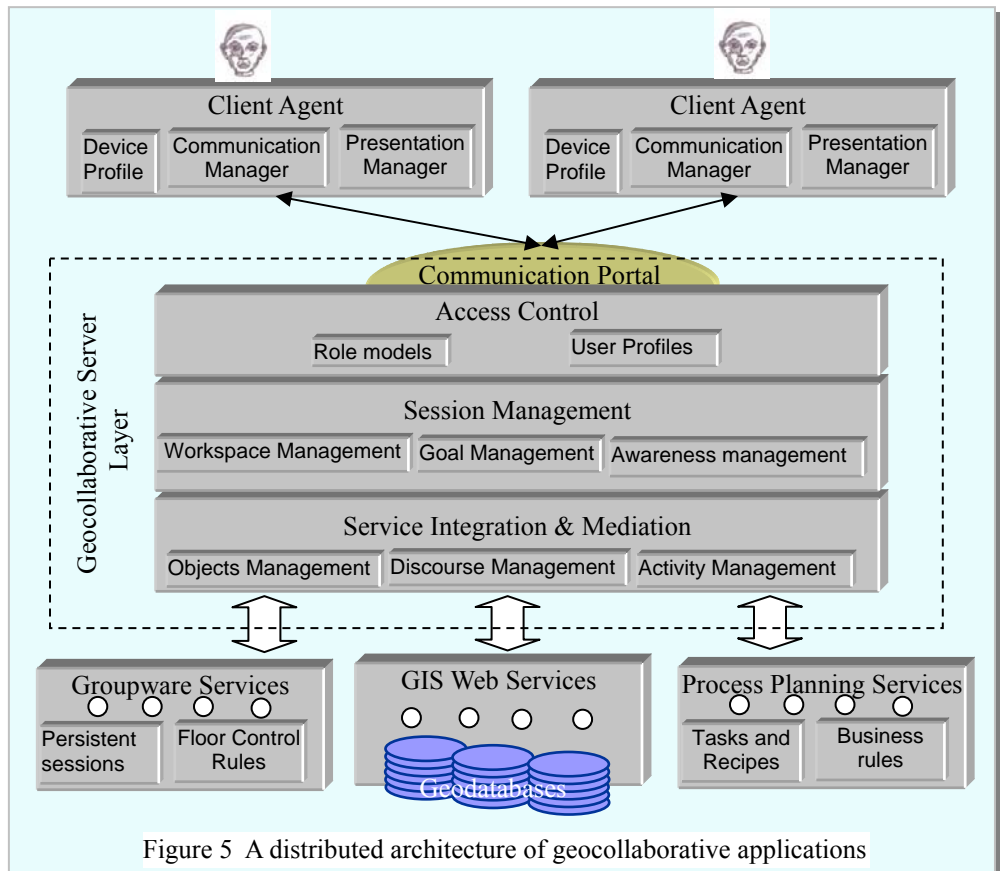 Client Agent
Device
Profile
Communication
Manager
Presentation
Manager
Client Agent
Device
Profile
Communication
Manager
Presentation
Manager
Communication Portal
Geocollaborative Server
Layer
Access Control
Role models
User Profiles
Session Management
Workspace Management
Goal Management
Awareness management
Service Integration & Mediation
Objects Management
Discourse Management
Activity Management
Groupware Services
Persistent
sessions
Floor Control
Rules
GIS Web Services
Geodatabases
Process Planning Services
Tasks and
Recipes
Business
rules
Figure 5 A distributed architecture of geocollaborative applications